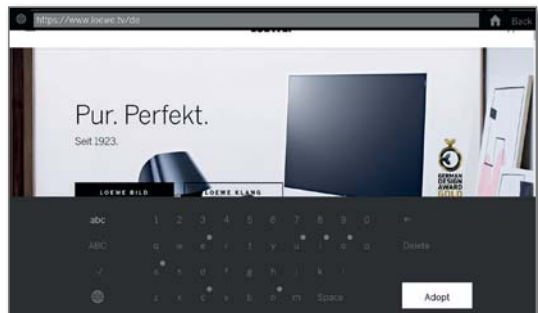 https://www.loewe.tv/de
Back
Pur. Perfekt.
Seit 1923.
GERMAN
DESIGN
AWARD
GOLD
LOEWE BILD
LOEWE KLANG
abc 1 2 3 4 5 6 7 8 9 0 ←
ABC q w e r t y u i o p Delete
a s d f g h j k l
z x c v b n m Space
Adopt